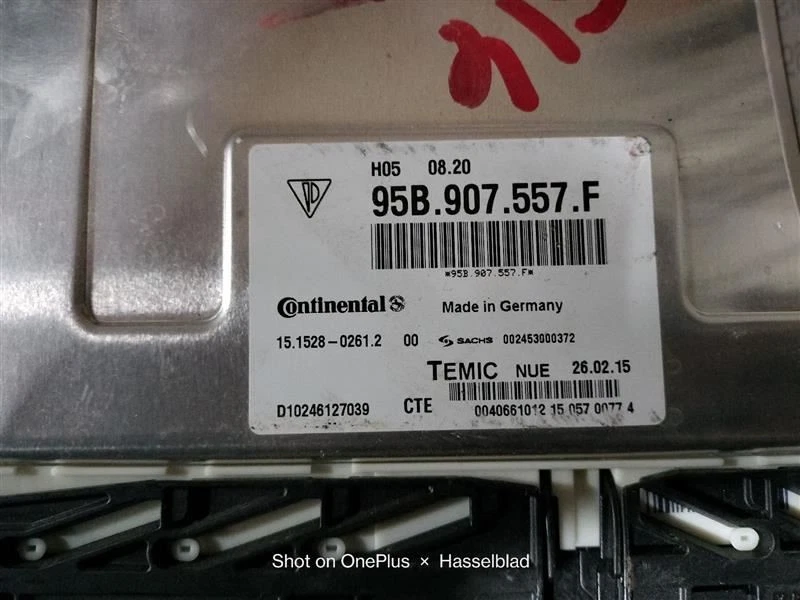 H05 08.20
95B.907.557.F
*95B.907.557.F*
Continental
Made in Germany
15.1528-0261.2 00 SACHS 002453000372
TEMIC NUE 26.02.15
D10246127039 CTE 0040661012 15 057 0077 4
Shot on OnePlus × Hasselblad